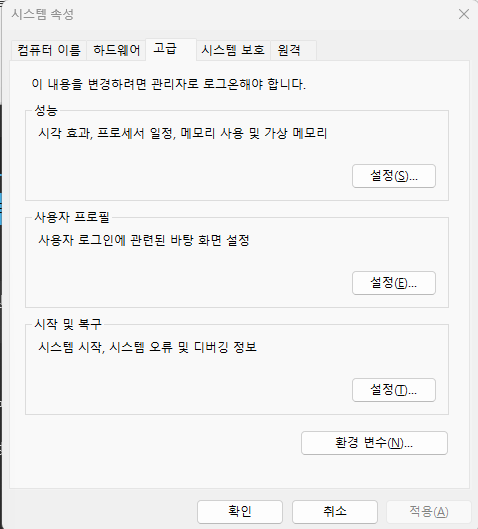 시스템 속성
컴퓨터 이름 하드웨어 고급 시스템 보호 원격
이 내용을 변경하려면 관리자로 로그온해야 합니다.
성능
시각 효과, 프로세서 일정, 메모리 사용 및 가상 메모리
설정(S)...
사용자 프로필
사용자 로그인에 관련된 바탕 화면 설정
설정(E)...
시작 및 복구
시스템 시작, 시스템 오류 및 디버깅 정보
설정(T)...
환경 변수(N)...
확인 취소 적용(A)